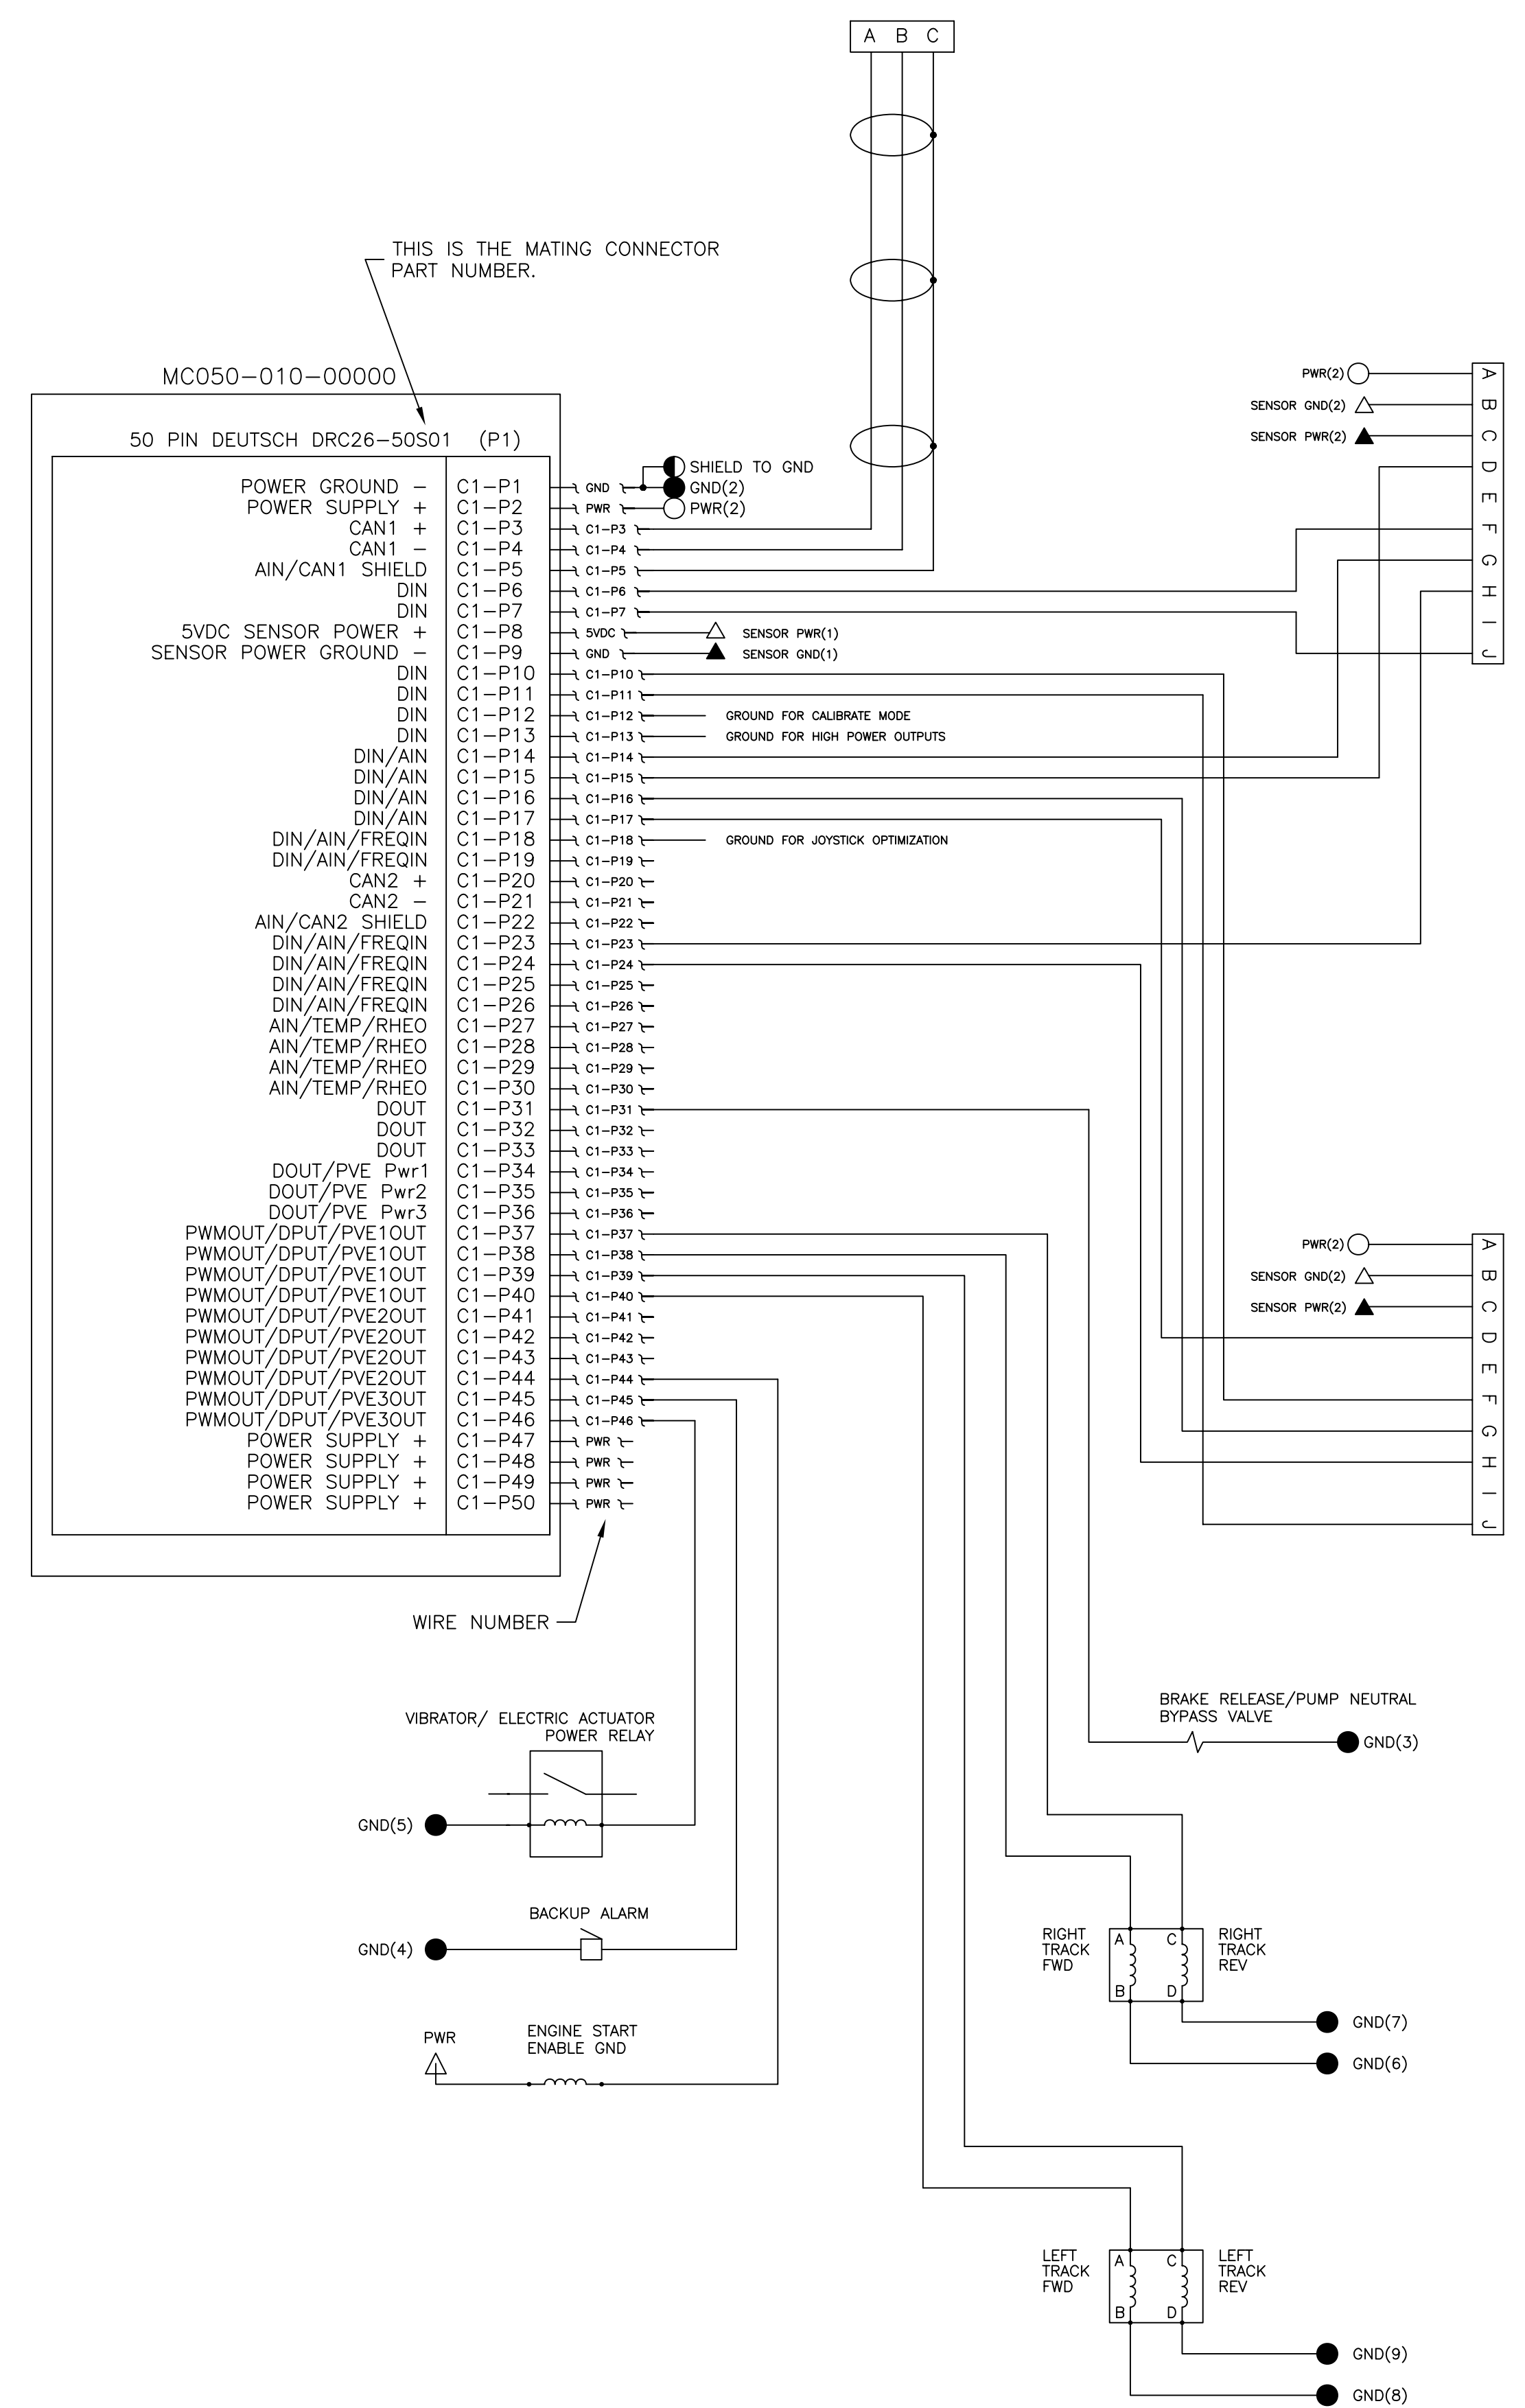 A B C
THIS IS THE MATING CONNECTOR
PART NUMBER.
MC050-010-00000
50 PIN DEUTSCH DRC26-50S01 (P1)
SHIELD TO GND
POWER GROUND - C1-P1 GND GND(2)
POWER SUPPLY + C1-P2 PWR PWR(2)
CAN1 + C1-P3 C1-P3
CAN1 - C1-P4 C1-P4
AIN/CAN1 SHIELD C1-P5 C1-P5
DIN C1-P6 C1-P6
DIN C1-P7 C1-P7
5VDC SENSOR POWER + C1-P8 5VDC SENSOR PWR(1)
SENSOR POWER GROUND - C1-P9 GND SENSOR GND(1)
DIN C1-P10 C1-P10
DIN C1-P11 C1-P11
DIN C1-P12 C1-P12 GROUND FOR CALIBRATE MODE
DIN C1-P13 C1-P13 GROUND FOR HIGH POWER OUTPUTS
DIN/AIN C1-P14 C1-P14
DIN/AIN C1-P15 C1-P15
DIN/AIN C1-P16 C1-P16
DIN/AIN C1-P17 C1-P17
DIN/AIN/FREQIN C1-P18 C1-P18 GROUND FOR JOYSTICK OPTIMIZATION
DIN/AIN/FREQIN C1-P19 C1-P19
CAN2 + C1-P20 C1-P20
CAN2 - C1-P21 C1-P21
AIN/CAN2 SHIELD C1-P22 C1-P22
DIN/AIN/FREQIN C1-P23 C1-P23
DIN/AIN/FREQIN C1-P24 C1-P24
DIN/AIN/FREQIN C1-P25 C1-P25
DIN/AIN/FREQIN C1-P26 C1-P26
AIN/TEMP/RHEO C1-P27 C1-P27
AIN/TEMP/RHEO C1-P28 C1-P28
AIN/TEMP/RHEO C1-P29 C1-P29
AIN/TEMP/RHEO C1-P30 C1-P30
DOUT C1-P31 C1-P31
DOUT C1-P32 C1-P32
DOUT C1-P33 C1-P33
DOUT/PVE Pwr1 C1-P34 C1-P34
DOUT/PVE Pwr2 C1-P35 C1-P35
DOUT/PVE Pwr3 C1-P36 C1-P36
PWMOUT/DPUT/PVE1OUT C1-P37 C1-P37
PWMOUT/DPUT/PVE1OUT C1-P38 C1-P38
PWMOUT/DPUT/PVE1OUT C1-P39 C1-P39
PWMOUT/DPUT/PVE1OUT C1-P40 C1-P40
PWMOUT/DPUT/PVE2OUT C1-P41 C1-P41
PWMOUT/DPUT/PVE2OUT C1-P42 C1-P42
PWMOUT/DPUT/PVE2OUT C1-P43 C1-P43
PWMOUT/DPUT/PVE2OUT C1-P44 C1-P44
PWMOUT/DPUT/PVE3OUT C1-P45 C1-P45
PWMOUT/DPUT/PVE3OUT C1-P46 C1-P46
POWER SUPPLY + C1-P47 PWR
POWER SUPPLY + C1-P48 PWR
POWER SUPPLY + C1-P49 PWR
POWER SUPPLY + C1-P50 PWR
WIRE NUMBER
PWR(2) A
SENSOR GND(2) B
SENSOR PWR(2) C
D
E
F
G
H
I
J
PWR(2) A
SENSOR GND(2) B
SENSOR PWR(2) C
D
E
F
G
H
I
J
BRAKE RELEASE/PUMP NEUTRAL
BYPASS VALVE
GND(3)
VIBRATOR/ ELECTRIC ACTUATOR
POWER RELAY
GND(5)
BACKUP ALARM
GND(4)
PWR
ENGINE START
ENABLE GND
RIGHT
TRACK
FWD
A C
B D
RIGHT
TRACK
REV
GND(7)
GND(6)
LEFT
TRACK
FWD
A C
B D
LEFT
TRACK
REV
GND(9)
GND(8)